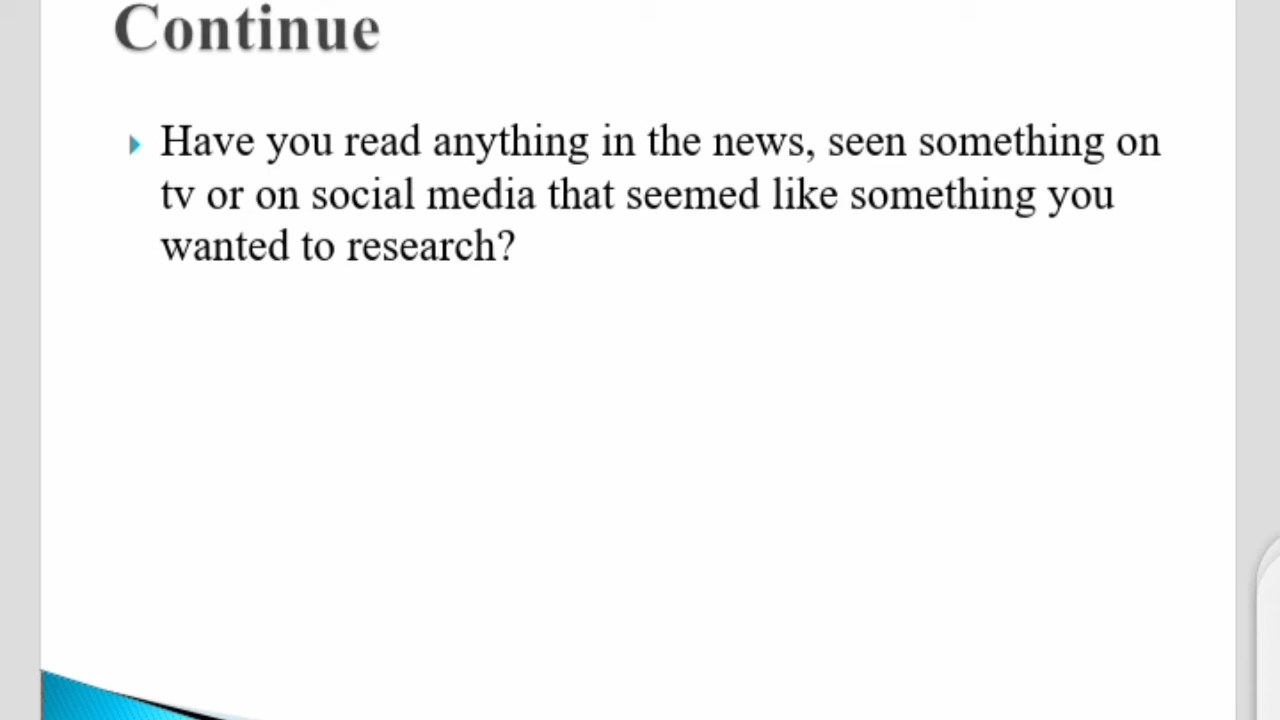 Continue
Have you read anything in the news, seen something on
tv or on social media that seemed like something you
wanted to research?